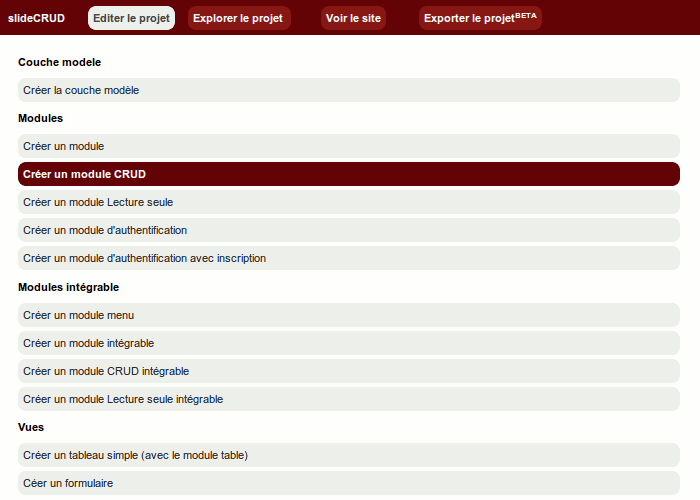 slideCRUD Editer le projet Explorer le projet Voir le site Exporter le projetBETA
Couche modele
Créer la couche modèle
Modules
Créer un module
Créer un module CRUD
Créer un module Lecture seule
Créer un module d'authentification
Créer un module d'authentification avec inscription
Modules intégrable
Créer un module menu
Créer un module intégrable
Créer un module CRUD intégrable
Créer un module Lecture seule intégrable
Vues
Créer un tableau simple (avec le module table)
Céer un formulaire